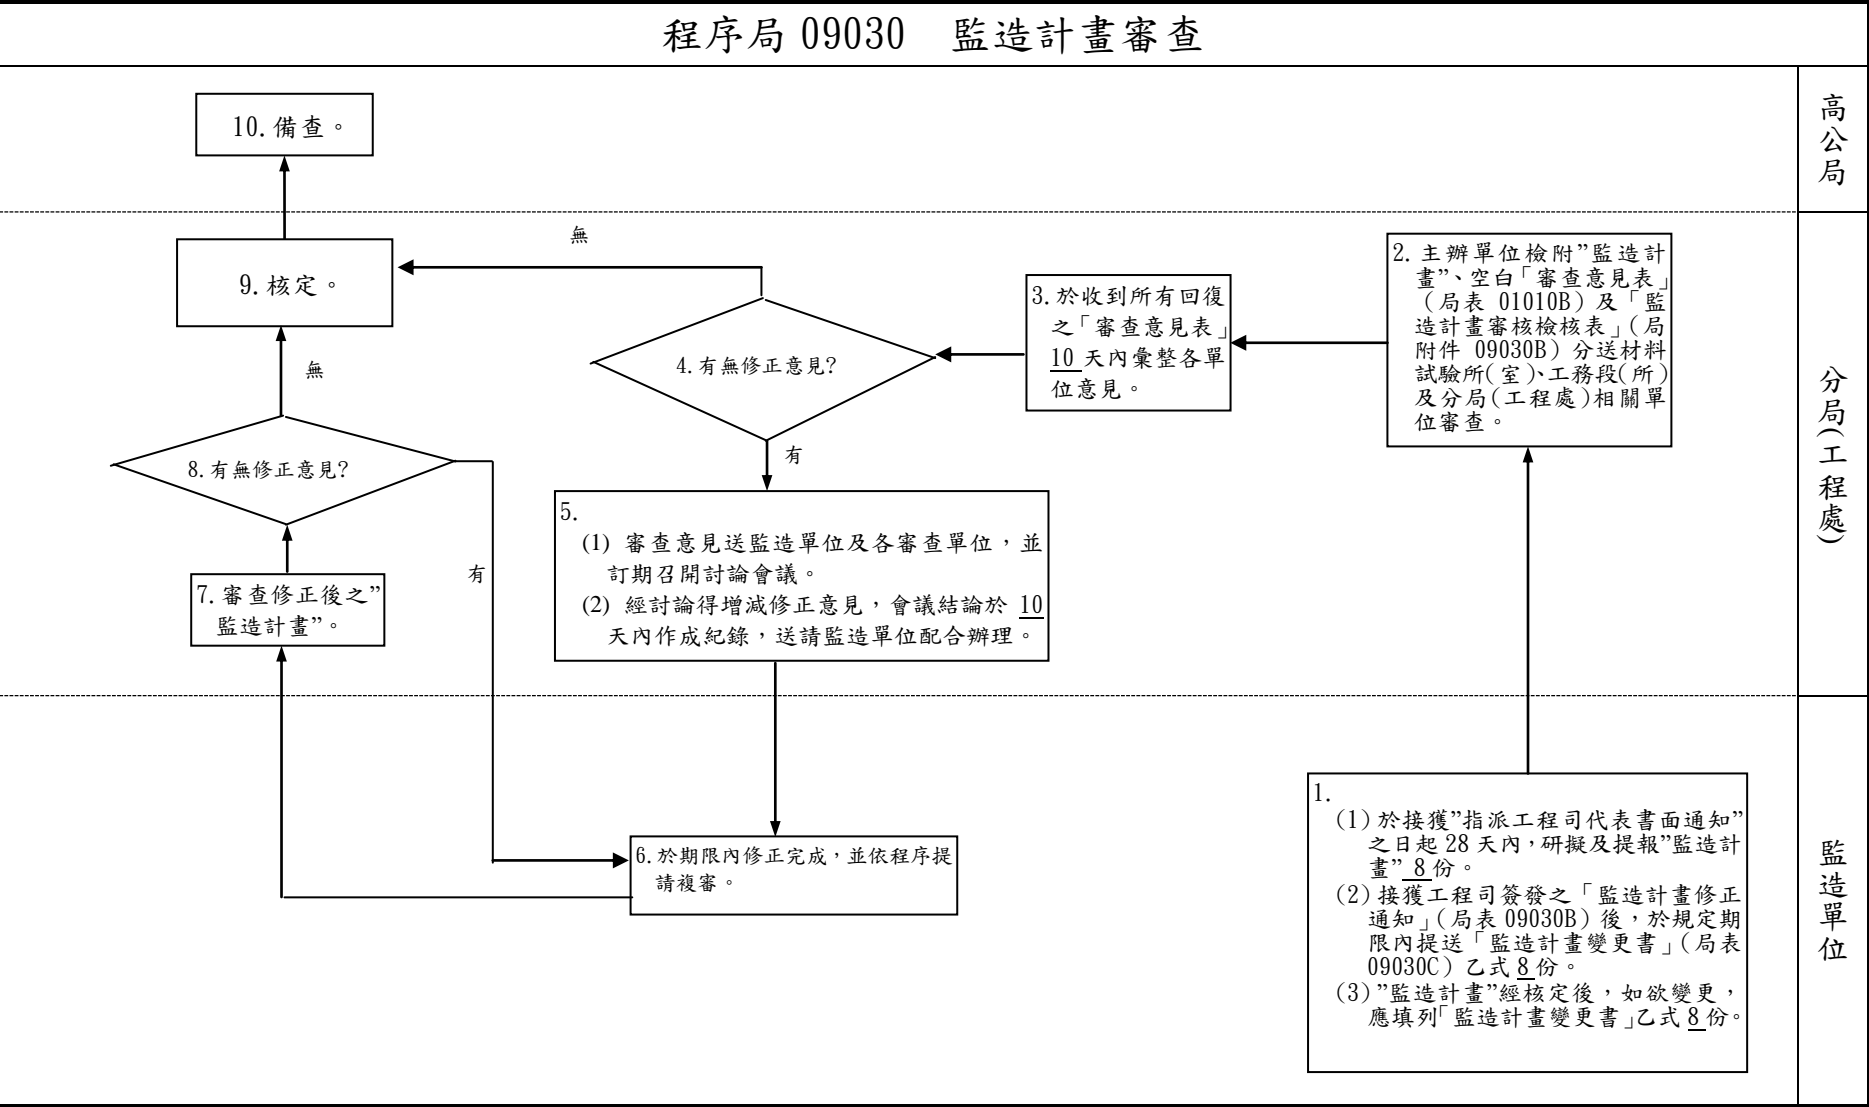 程序局 09030　監造計畫審查
高公局
10.備查。
分局(工程處)
無
9.核定。
2.主辦單位檢附”監造計
畫”、空白「審查意見表」
（局表 01010B）及「監
造計畫審核檢核表」（局
附件 09030B）分送材料
試驗所(室)、工務段(所)
及分局(工程處)相關單
位審查。
3.於收到所有回復
之「審查意見表」
10 天內彙整各單
位意見。
4.有無修正意見?
無
有
8.有無修正意見?
有
5.
(1) 審查意見送監造單位及各審查單位，並
訂期召開討論會議。
(2) 經討論得增減修正意見，會議結論於 10
天內作成紀錄，送請監造單位配合辦理。
7.審查修正後之”
監造計畫”。
監造單位
1.
(1)於接獲”指派工程司代表書面通知”
之日起 28 天內，研擬及提報”監造計
畫” 8 份。
(2)接獲工程司簽發之「監造計畫修正
通知」（局表 09030B）後，於規定期
限內提送「監造計畫變更書」（局表
09030C）乙式 8 份。
(3)”監造計畫”經核定後，如欲變更，
應填列「監造計畫變更書」乙式 8 份。
6.於期限內修正完成，並依程序提
請複審。